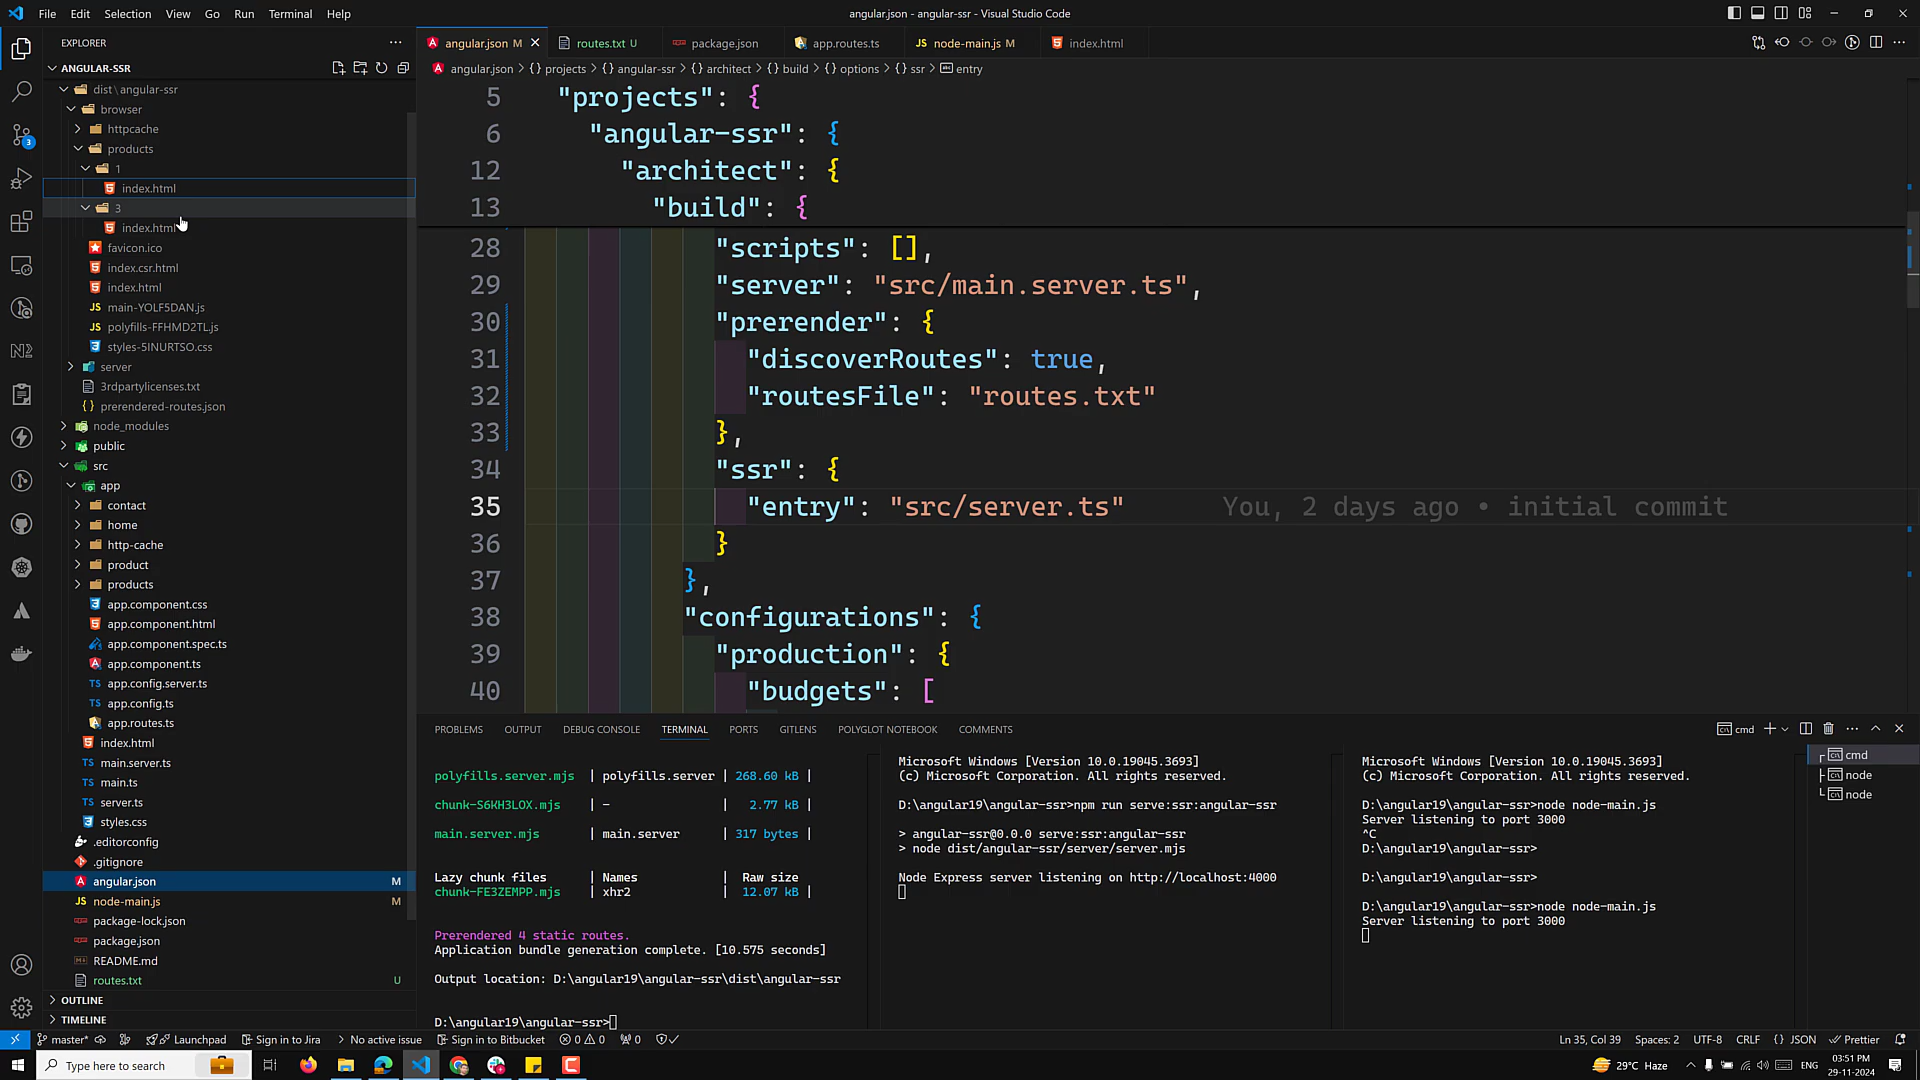 File Edit Selection View Go Run Terminal Help
angular.json - angular-ssr - Visual Studio Code
EXPLORER
ANGULAR-SSR
dist\angular-ssr
browser
httpcache
products
1
index.html
3
index.html
favicon.ico
index.csr.html
index.html
main-YOLF5DAN.js
polyfills-FFHMD2TL.js
styles-5INURTSO.css
server
3rdpartylicenses.txt
prerendered-routes.json
node_modules
public
src
app
contact
home
http-cache
product
products
app.component.css
app.component.html
app.component.spec.ts
app.component.ts
app.config.server.ts
app.config.ts
app.routes.ts
index.html
main.server.ts
main.ts
server.ts
styles.css
.editorconfig
.gitignore
angular.json M
node-main.js M
package-lock.json
package.json
README.md
routes.txt U
OUTLINE
TIMELINE
angular.json M routes.txt U package.json app.routes.ts node-main.js M index.html
angular.json > {} projects > {} angular-ssr > {} architect > {} build > {} options > {} ssr > entry
5 "projects": {
6 "angular-ssr": {
12 "architect": {
13 "build": {
28 "scripts": [],
29 "server": "src/main.server.ts",
30 "prerender": {
31 "discoverRoutes": true,
32 "routesFile": "routes.txt"
33 },
34 "ssr": {
35 "entry": "src/server.ts" You, 2 days ago • initial commit
36 }
37 },
38 "configurations": {
39 "production": {
40 "budgets": [
PROBLEMS OUTPUT DEBUG CONSOLE TERMINAL PORTS GITLENS POLYGLOT NOTEBOOK COMMENTS
cmd
polyfills.server.mjs | polyfills.server | 268.60 kB |
chunk-S6KH3LOX.mjs | – | 2.77 kB |
main.server.mjs | main.server | 317 bytes |
Lazy chunk files | Names | Raw size
chunk-FE3ZEMPP.mjs | xhr2 | 12.07 kB |
Prerendered 4 static routes.
Application bundle generation complete. [10.575 seconds]
Output location: D:\angular19\angular-ssr\dist\angular-ssr
D:\angular19\angular-ssr>
Microsoft Windows [Version 10.0.19045.3693]
(c) Microsoft Corporation. All rights reserved.
D:\angular19\angular-ssr>npm run serve:ssr:angular-ssr
> angular-ssr@0.0.0 serve:ssr:angular-ssr
> node dist/angular-ssr/server/server.mjs
Node Express server listening on http://localhost:4000
Microsoft Windows [Version 10.0.19045.3693]
(c) Microsoft Corporation. All rights reserved.
D:\angular19\angular-ssr>node node-main.js
Server listening to port 3000
^C
D:\angular19\angular-ssr>
D:\angular19\angular-ssr>
D:\angular19\angular-ssr>node node-main.js
Server listening to port 3000
cmd
node
node
master* Launchpad Sign in to Jira No active issue Sign in to Bitbucket 0 0 0
Ln 35, Col 39 Spaces: 2 UTF-8 CRLF {} JSON Prettier
Type here to search
29°C Haze
ENG
03:51 PM
29-11-2024